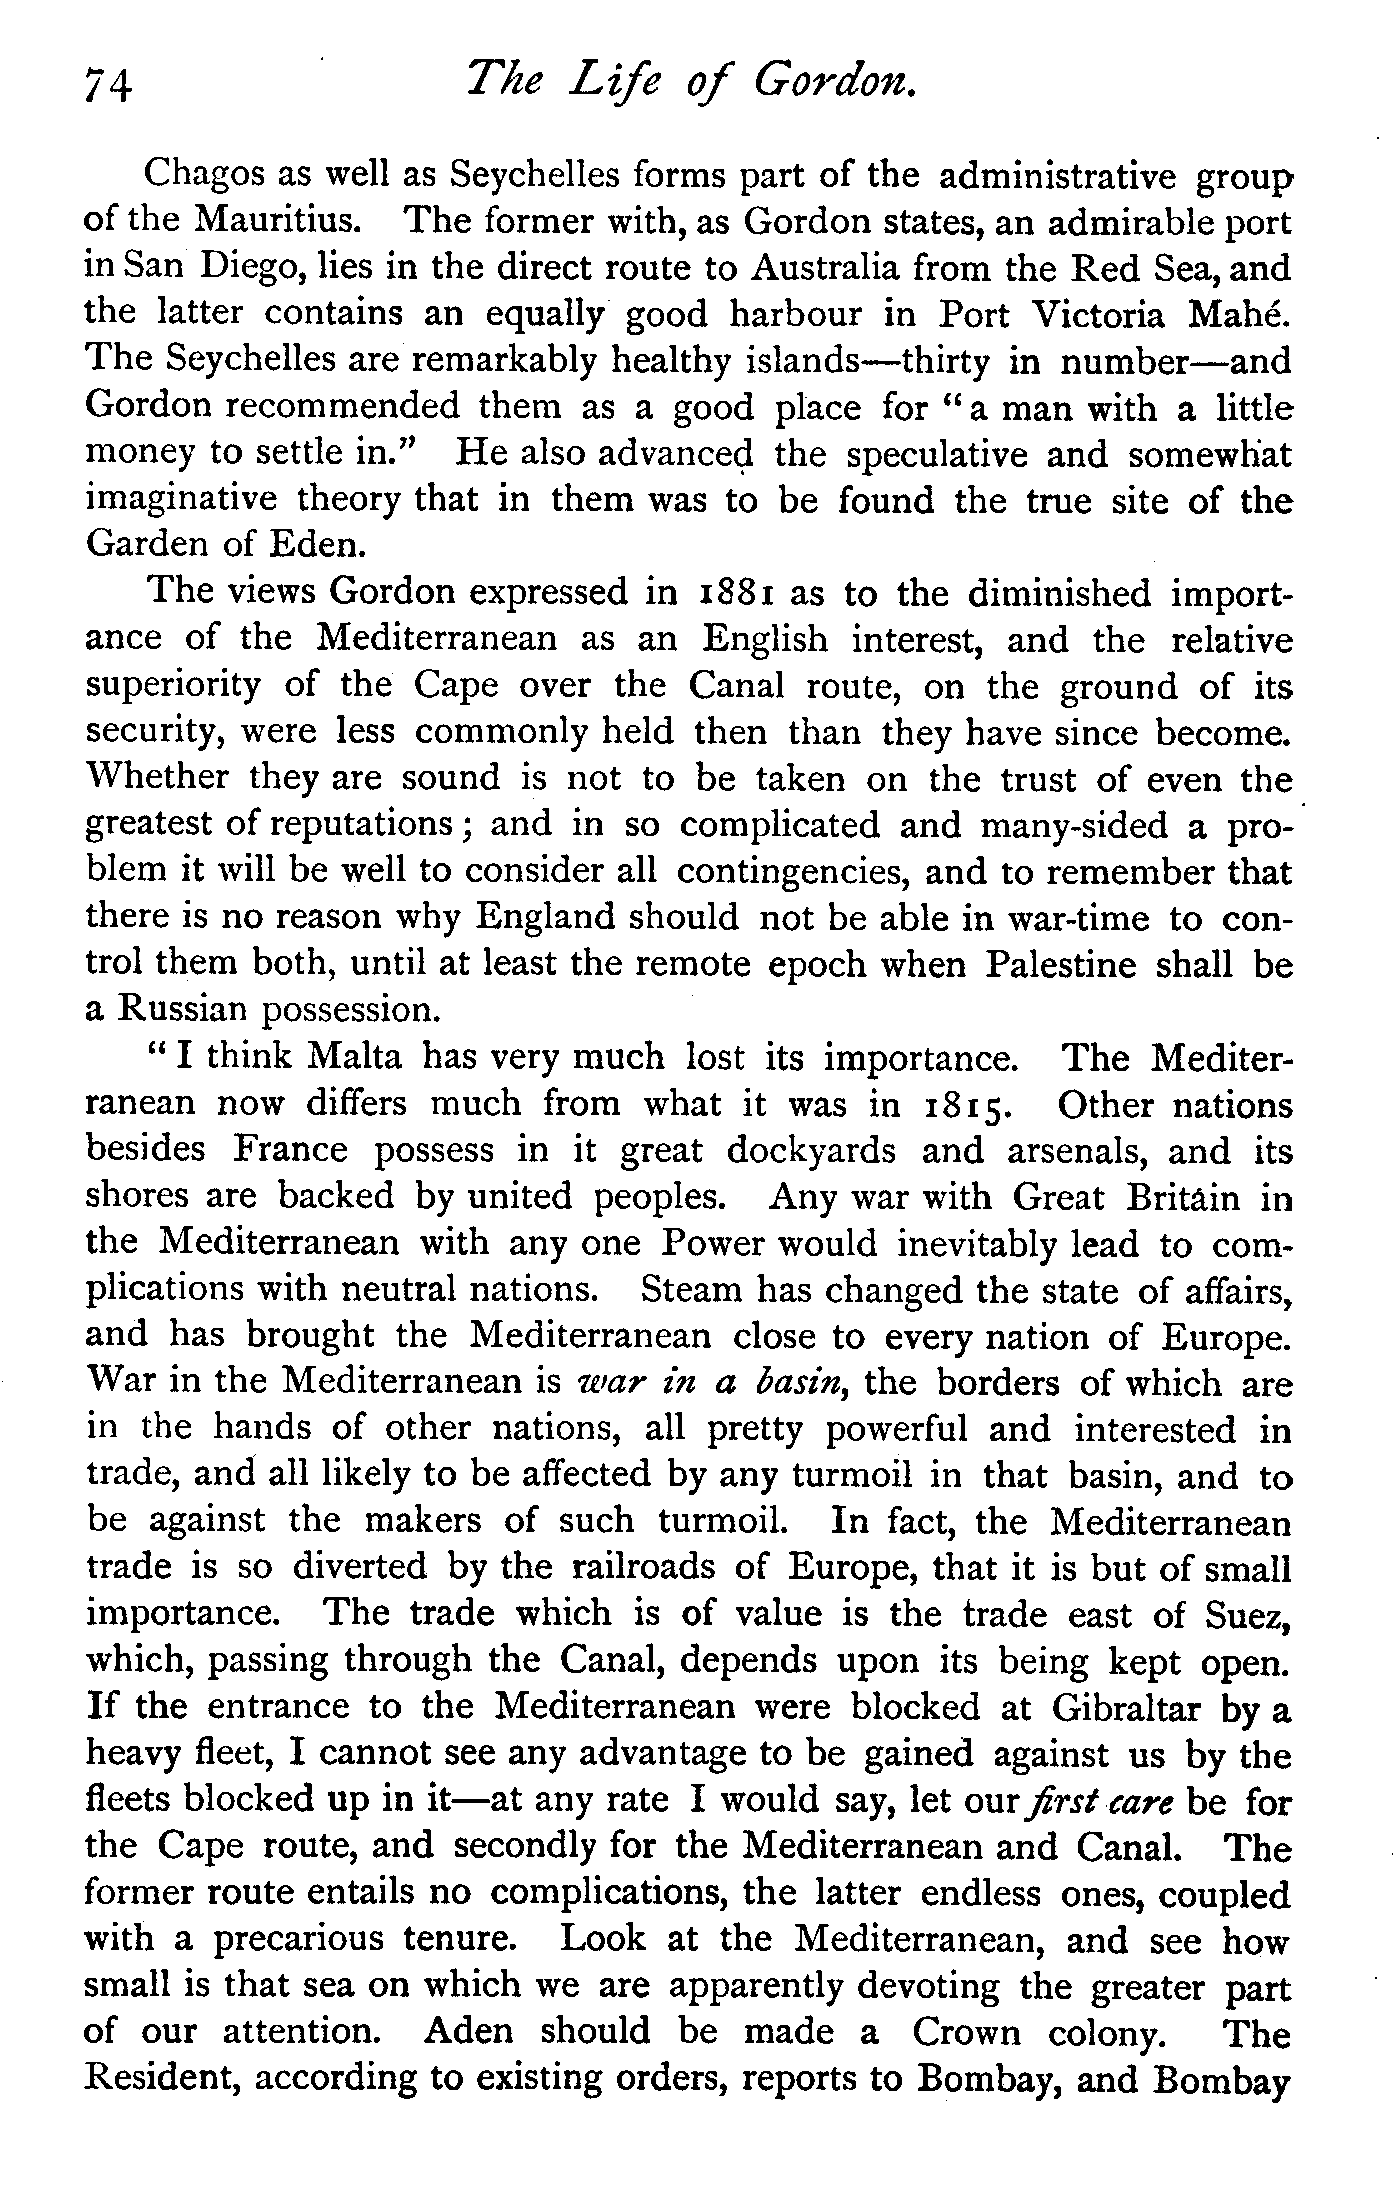 74 The Life of Gordon.
Chagos as well as Seychelles forms part of the administrative group
of the Mauritius. The former with, as Gordon states, an admirable port
in San Diego, lies in the direct route to Australia from the Red Sea, and
the latter contains an equally good harbour in Port Victoria Mahé.
The Seychelles are remarkably healthy islands—thirty in number—and
Gordon recommended them as a good place for “ a man with a little
money to settle in.” He also advanced the speculative and somewhat
imaginative theory that in them was to be found the true site of the
Garden of Eden.
The views Gordon expressed in 1881 as to the diminished import-
ance of the Mediterranean as an English interest, and the relative
superiority of the Cape over the Canal route, on the ground of its
security, were less commonly held then than they have since become.
Whether they are sound is not to be taken on the trust of even the
greatest of reputations ; and in so complicated and many-sided a pro-
blem it will be well to consider all contingencies, and to remember that
there is no reason why England should not be able in war-time to con-
trol them both, until at least the remote epoch when Palestine shall be
a Russian possession.
“ I think Malta has very much lost its importance. The Mediter-
ranean now differs much from what it was in 1815. Other nations
besides France possess in it great dockyards and arsenals, and its
shores are backed by united peoples. Any war with Great Britain in
the Mediterranean with any one Power would inevitably lead to com-
plications with neutral nations. Steam has changed the state of affairs,
and has brought the Mediterranean close to every nation of Europe.
War in the Mediterranean is war in a basin, the borders of which are
in the hands of other nations, all pretty powerful and interested in
trade, and all likely to be affected by any turmoil in that basin, and to
be against the makers of such turmoil. In fact, the Mediterranean
trade is so diverted by the railroads of Europe, that it is but of small
importance. The trade which is of value is the trade east of Suez,
which, passing through the Canal, depends upon its being kept open.
If the entrance to the Mediterranean were blocked at Gibraltar by a
heavy fleet, I cannot see any advantage to be gained against us by the
fleets blocked up in it—at any rate I would say, let our first care be for
the Cape route, and secondly for the Mediterranean and Canal. The
former route entails no complications, the latter endless ones, coupled
with a precarious tenure. Look at the Mediterranean, and see how
small is that sea on which we are apparently devoting the greater part
of our attention. Aden should be made a Crown colony. The
Resident, according to existing orders, reports to Bombay, and Bombay